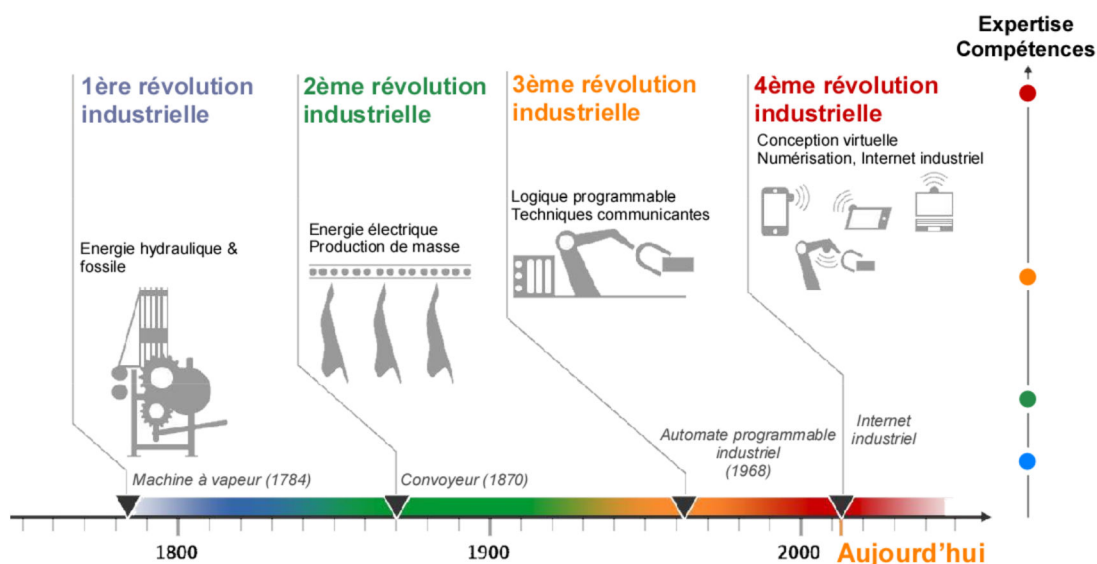 Expertise
Compétences
1ère révolution
industrielle
2ème révolution
industrielle
3ème révolution
industrielle
4ème révolution
industrielle
Conception virtuelle
Numérisation, Internet industriel
Logique programmable
Techniques communicantes
Energie électrique
Production de masse
Energie hydraulique &
fossile
Internet
industriel
Automate programmable
industriel
(1968)
Machine à vapeur (1784)
Convoyeur (1870)
1800
1900
2000
Aujourd’hui